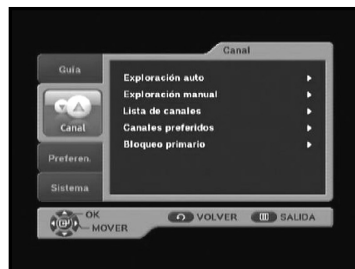 Canal
Guía
Canal
Preferen.
Sistema
Exploración auto
Exploración manual
Lista de canales
Canales preferidos
Bloqueo primario
OK
MOVER
VOLVER
SALIDA